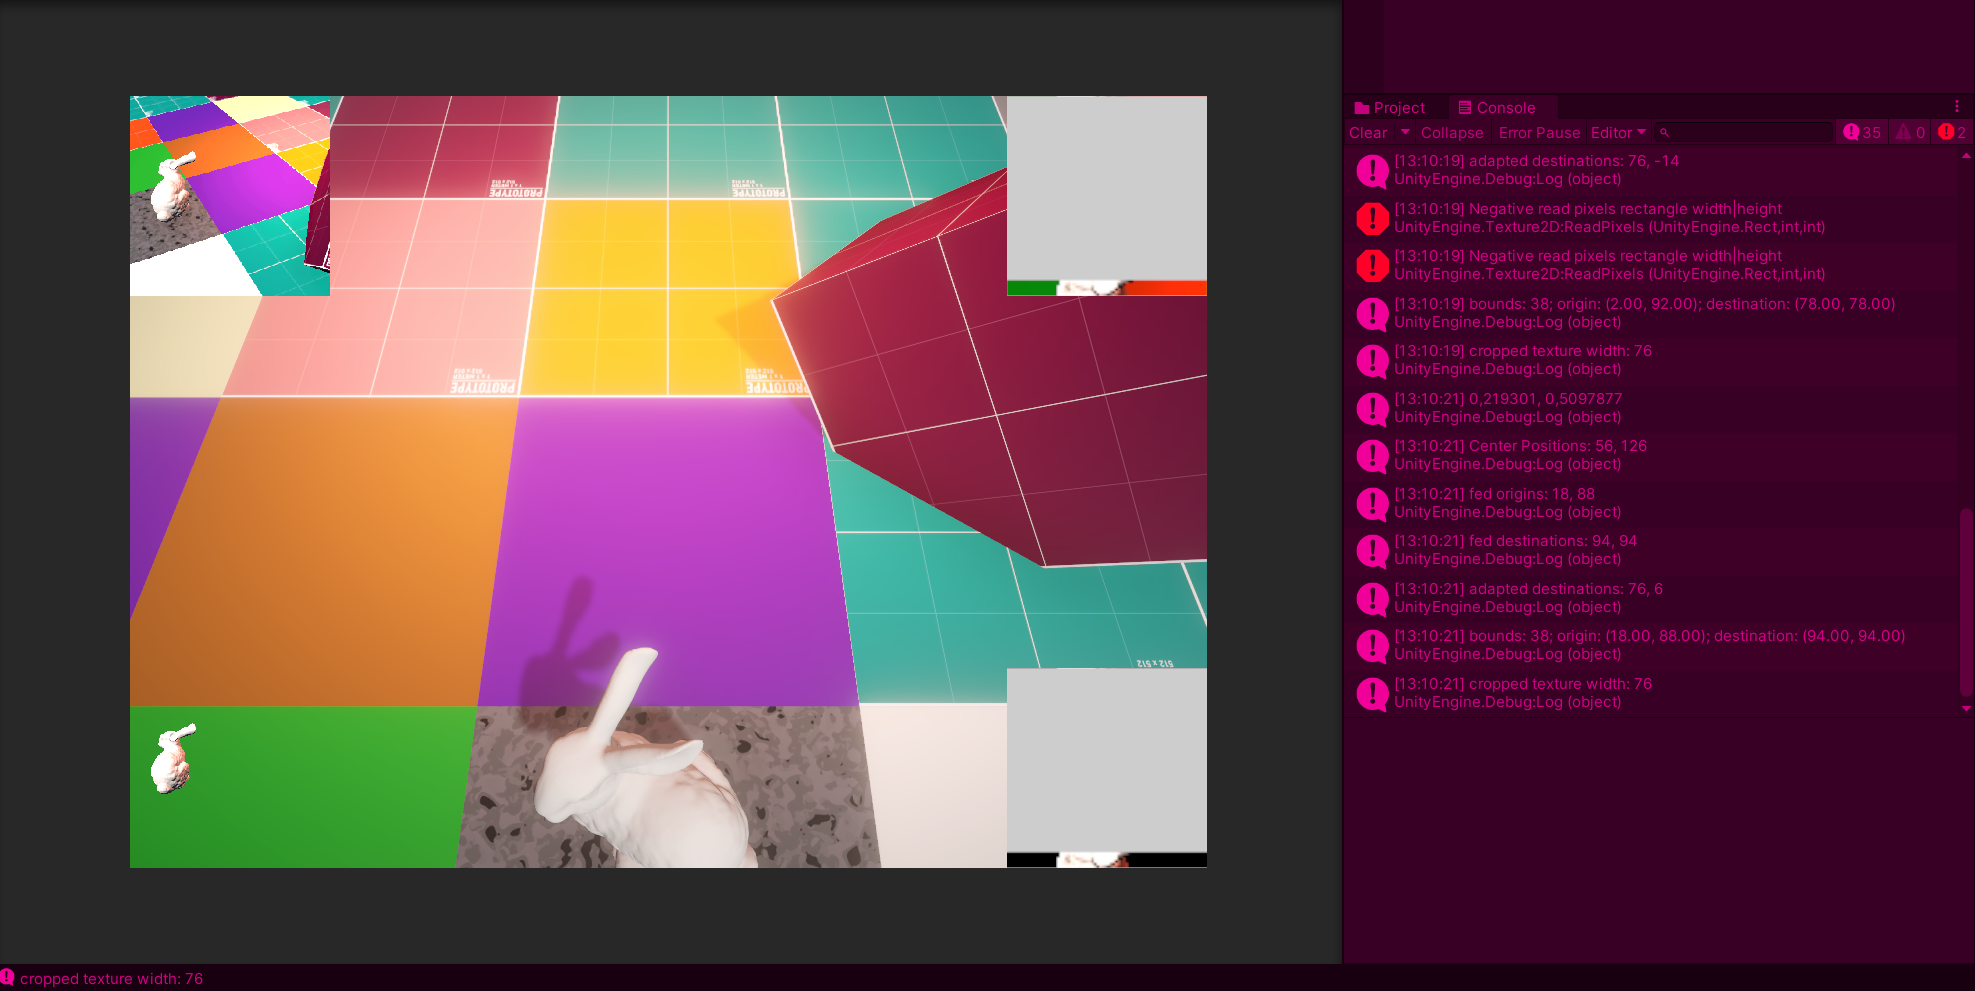 Project
Console
Clear
Collapse
Error Pause
Editor
35
0
2
[13:10:19] adapted destinations: 76, -14
UnityEngine.Debug:Log (object)
[13:10:19] Negative read pixels rectangle width|height
UnityEngine.Texture2D:ReadPixels (UnityEngine.Rect,int,int)
[13:10:19] Negative read pixels rectangle width|height
UnityEngine.Texture2D:ReadPixels (UnityEngine.Rect,int,int)
[13:10:19] bounds: 38; origin: (2.00, 92.00); destination: (78.00, 78.00)
UnityEngine.Debug:Log (object)
[13:10:19] cropped texture width: 76
UnityEngine.Debug:Log (object)
[13:10:21] 0,219301, 0,5097877
UnityEngine.Debug:Log (object)
[13:10:21] Center Positions: 56, 126
UnityEngine.Debug:Log (object)
[13:10:21] fed origins: 18, 88
UnityEngine.Debug:Log (object)
[13:10:21] fed destinations: 94, 94
UnityEngine.Debug:Log (object)
[13:10:21] adapted destinations: 76, 6
UnityEngine.Debug:Log (object)
[13:10:21] bounds: 38; origin: (18.00, 88.00); destination: (94.00, 94.00)
UnityEngine.Debug:Log (object)
[13:10:21] cropped texture width: 76
UnityEngine.Debug:Log (object)
PROTOTYPE
PROTOTYPE
PROTOTYPE
PROTOTYPE
512 x 512
cropped texture width: 76